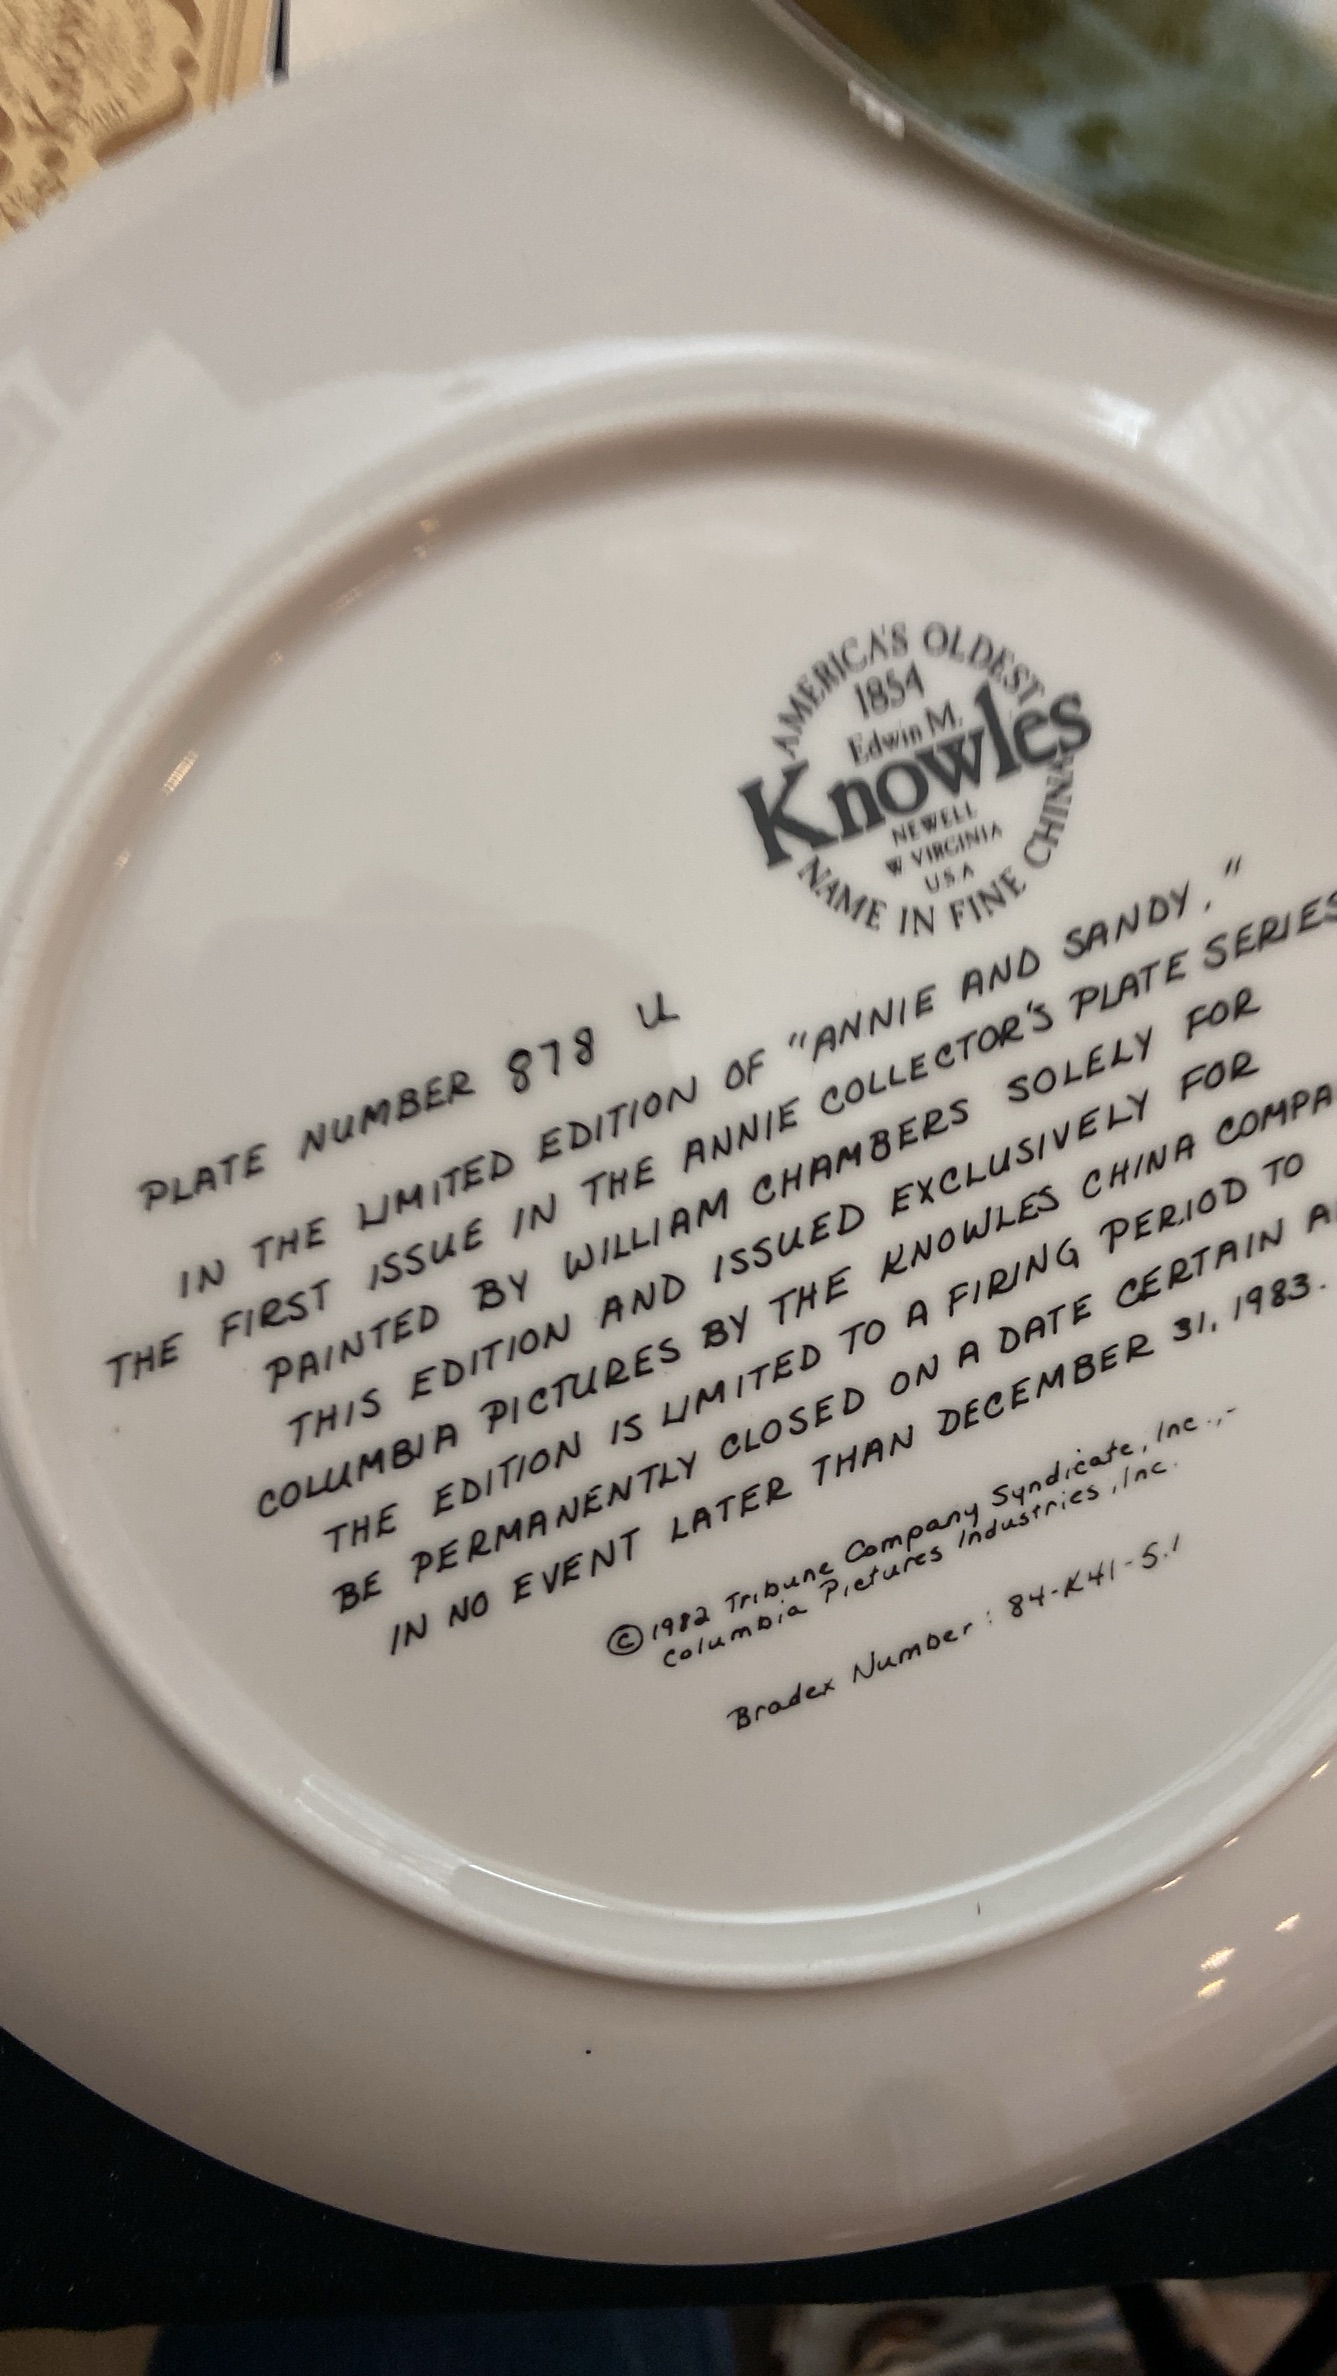 AMERICA'S OLDEST
1854
Edwin M.
Knowles
NEWELL
W VIRGINIA
U.S.A
NAME IN FINE CHINA
PLATE NUMBER 878 U
IN THE LIMITED EDITION OF "ANNIE AND SANDY,"
THE FIRST ISSUE IN THE ANNIE COLLECTOR'S PLATE SERIES
PAINTED BY WILLIAM CHAMBERS SOLELY FOR
THIS EDITION AND ISSUED EXCLUSIVELY FOR
COLUMBIA PICTURES BY THE KNOWLES CHINA COMPA
THE EDITION IS LIMITED TO A FIRING PERIOD TO
BE PERMANENTLY CLOSED ON A DATE CERTAIN A
IN NO EVENT LATER THAN DECEMBER 31, 1983.
©1982 Tribune Company Syndicate, Inc.,-
Columbia Pictures Industries, Inc.
Bradex Number: 84-K41-5.1